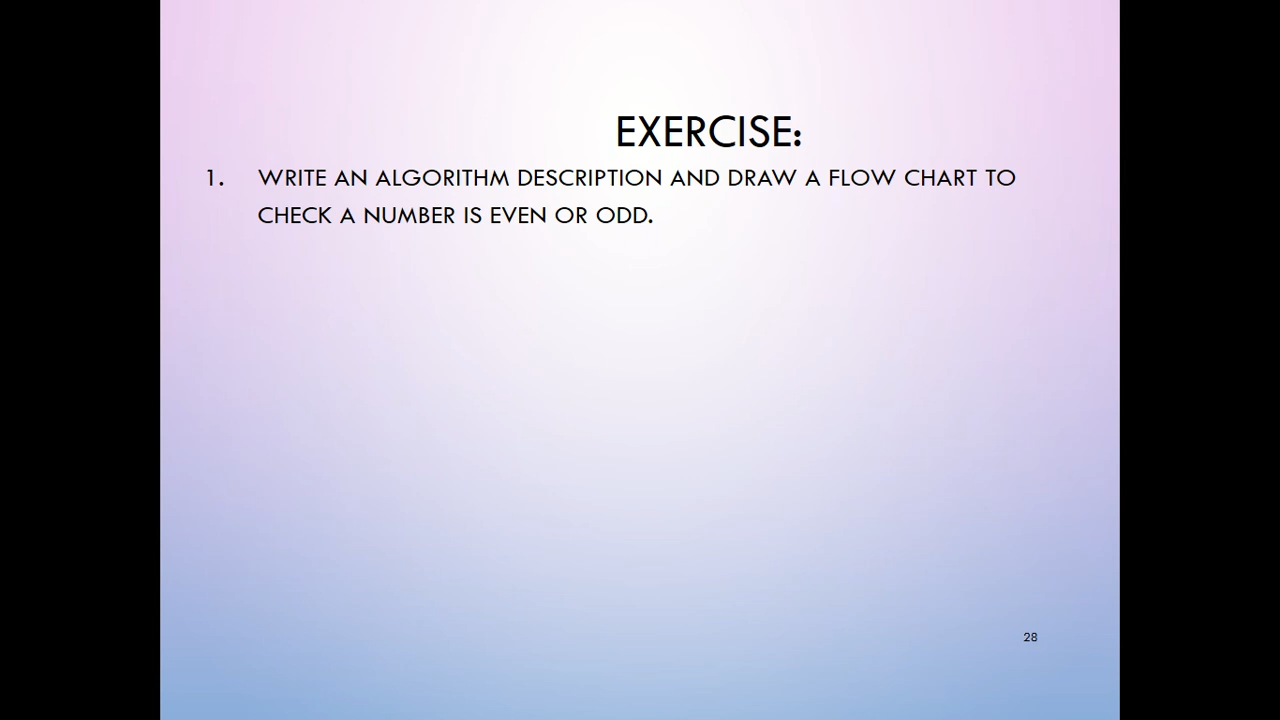 EXERCISE:
1. WRITE AN ALGORITHM DESCRIPTION AND DRAW A FLOW CHART TO
CHECK A NUMBER IS EVEN OR ODD.
28